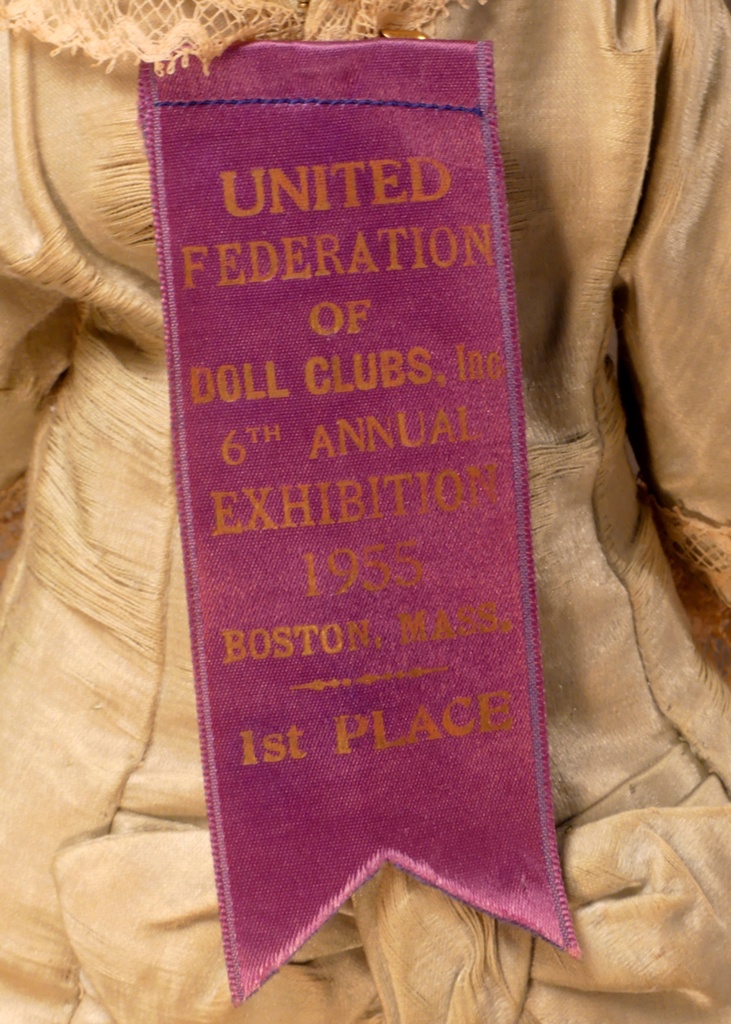 UNITED
FEDERATION
OF
DOLL CLUBS, Inc
6TH ANNUAL
EXHIBITION
1955
BOSTON, MASS.
1st PLACE